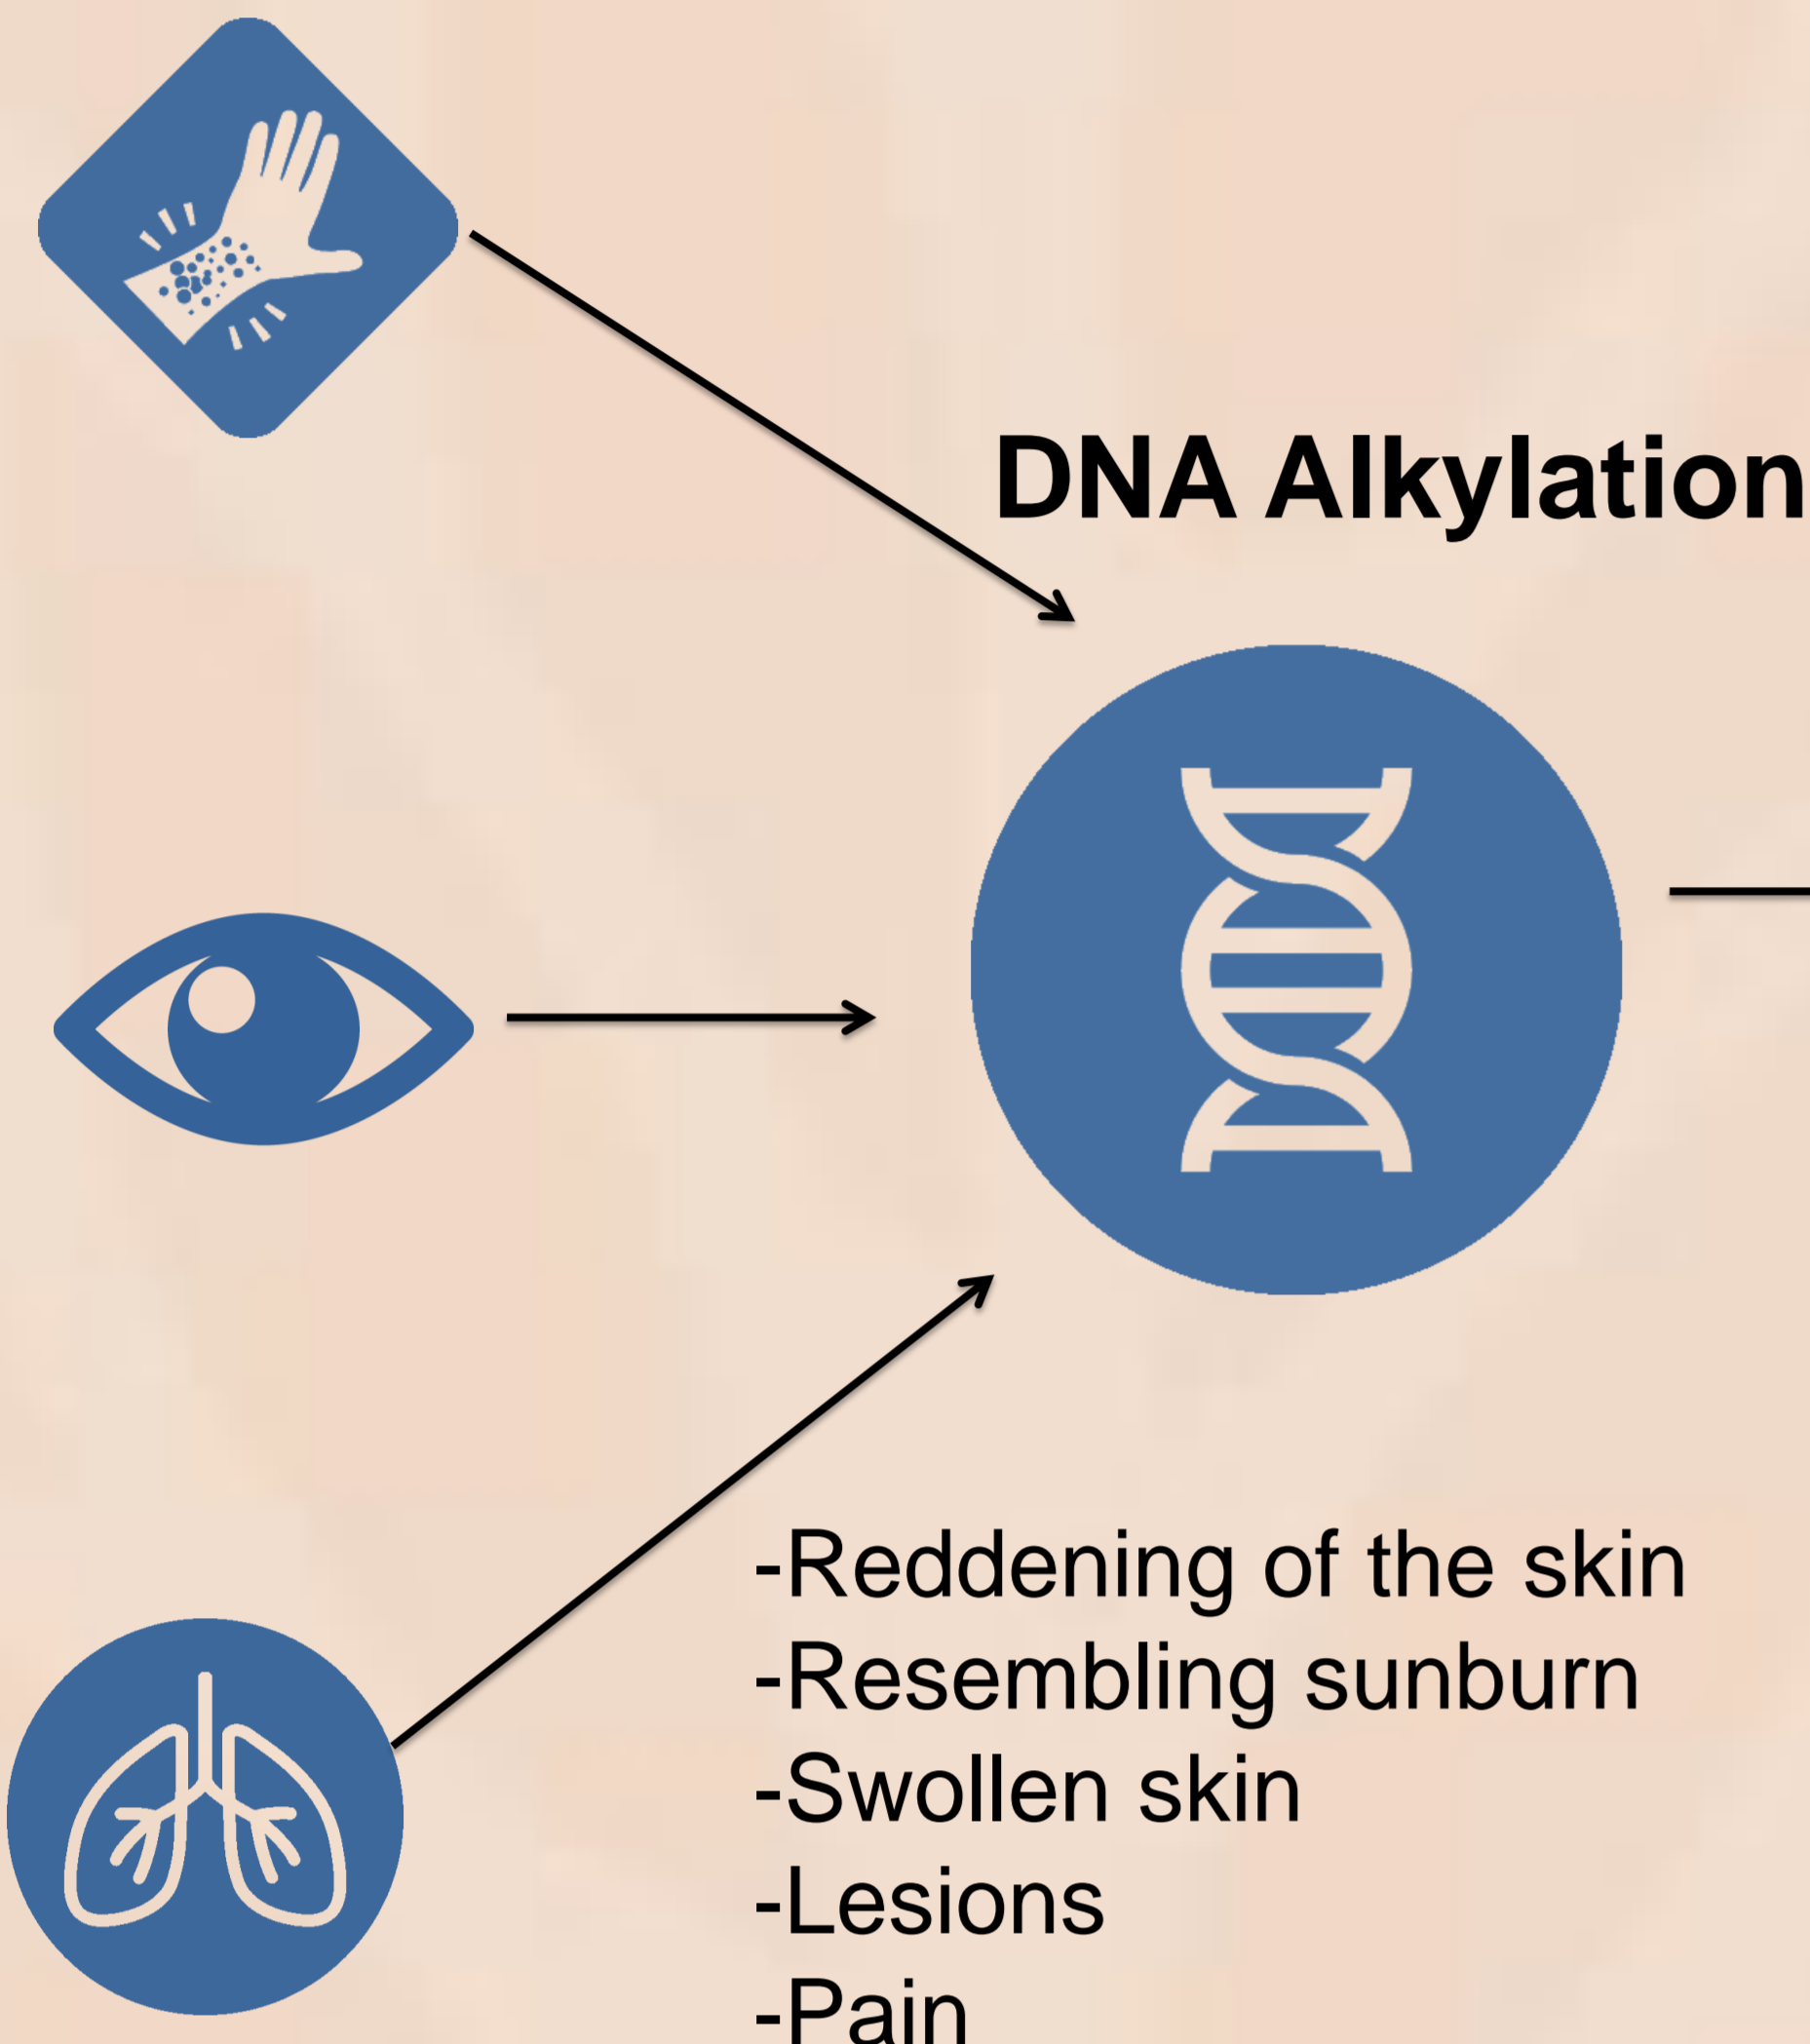 DNA Alkylation
-Reddening of the skin
-Resembling sunburn
-Swollen skin
-Lesions
-Pain